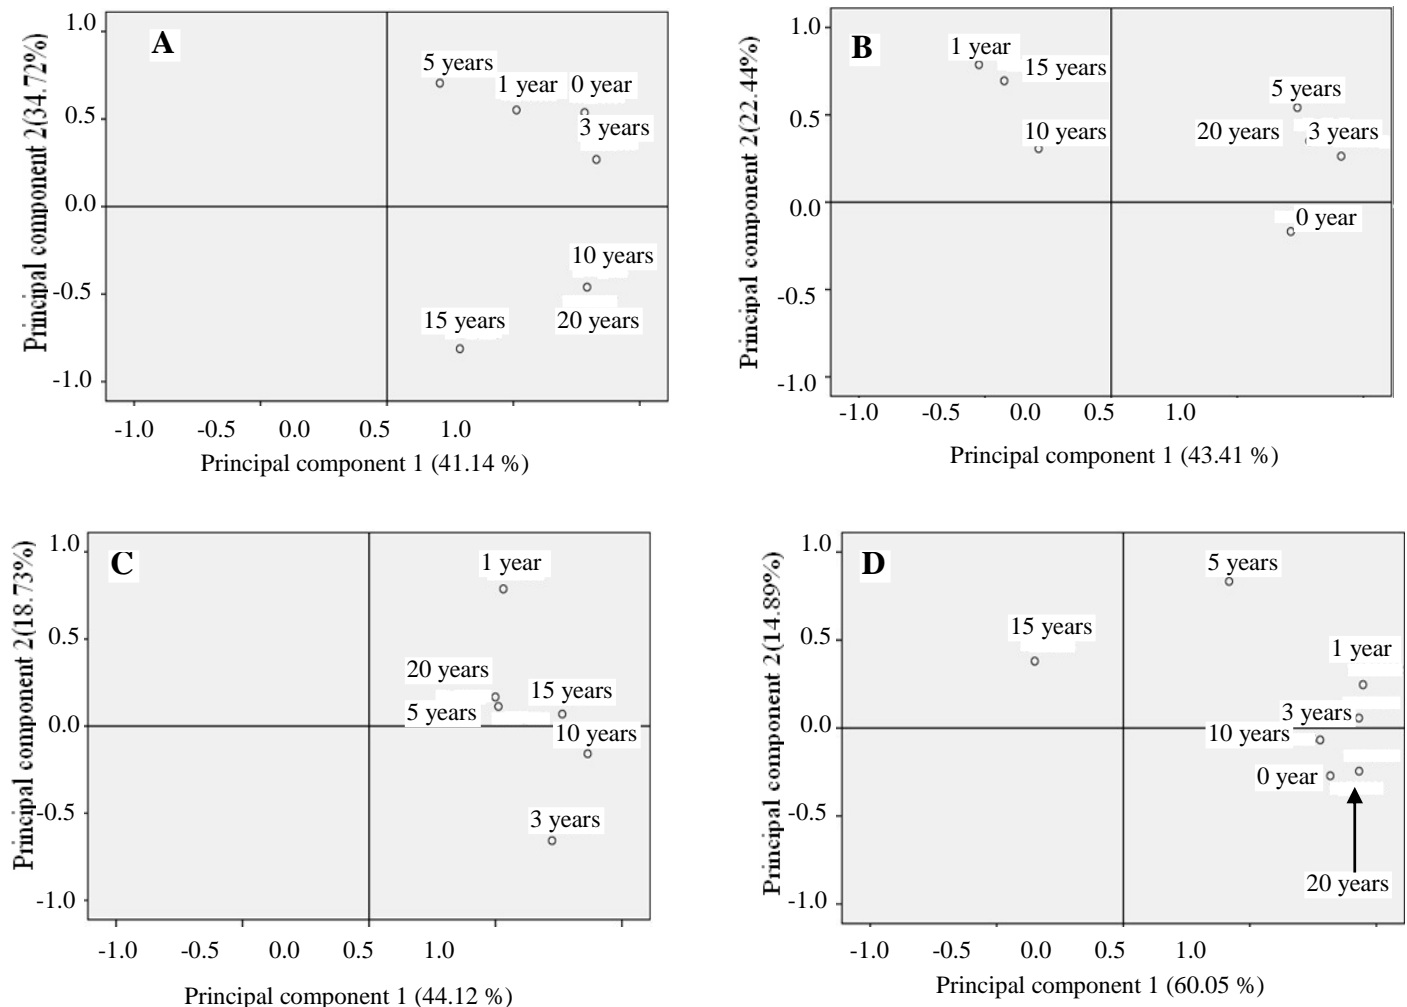 A
1.0
0.5
0.0
-0.5
-1.0
Principal component 2(34.72%)
5 years
1 year
0 year
3 years
10 years
15 years
20 years
-1.0 -0.5 0.0 0.5 1.0
Principal component 1 (41.14 %)
B
1.0
0.5
0.0
-0.5
-1.0
Principal component 2(22.44%)
1 year
15 years
5 years
10 years
20 years
3 years
0 year
-1.0 -0.5 0.0 0.5 1.0
Principal component 1 (43.41 %)
C
1.0
0.5
0.0
-0.5
-1.0
Principal component 2(18.73%)
1 year
20 years
15 years
5 years
10 years
3 years
-1.0 -0.5 0.0 0.5 1.0
Principal component 1 (44.12 %)
D
1.0
0.5
0.0
-0.5
-1.0
Principal component 2(14.89%)
5 years
15 years
1 year
3 years
10 years
0 year
20 years
-1.0 -0.5 0.0 0.5 1.0
Principal component 1 (60.05 %)